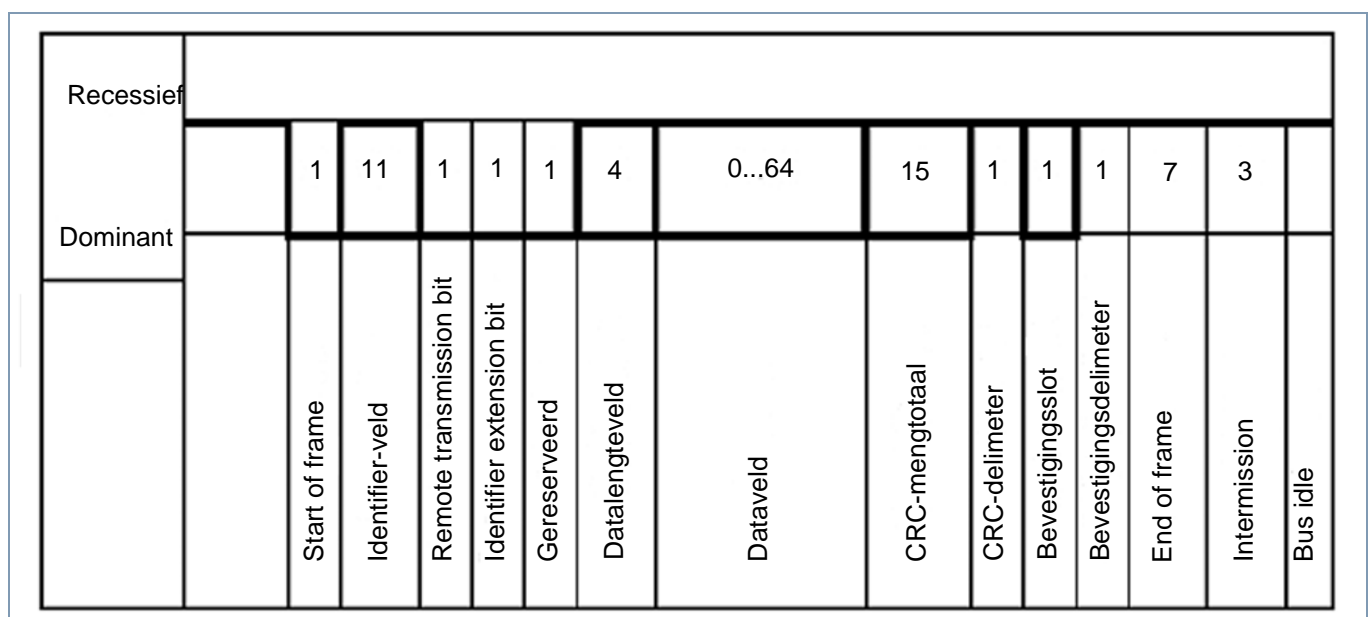 Recessief
1 11 1 1 1 4 0...64 15 1 1 1 7 3
Dominant
Start of frame
Identifier-veld
Remote transmission bit
Identifier extension bit
Gereserveerd
Datalengteveld
Dataveld
CRC-mengtotaal
CRC-delimeter
Bevestigingsslot
Bevestigingsdelimeter
End of frame
Intermission
Bus idle